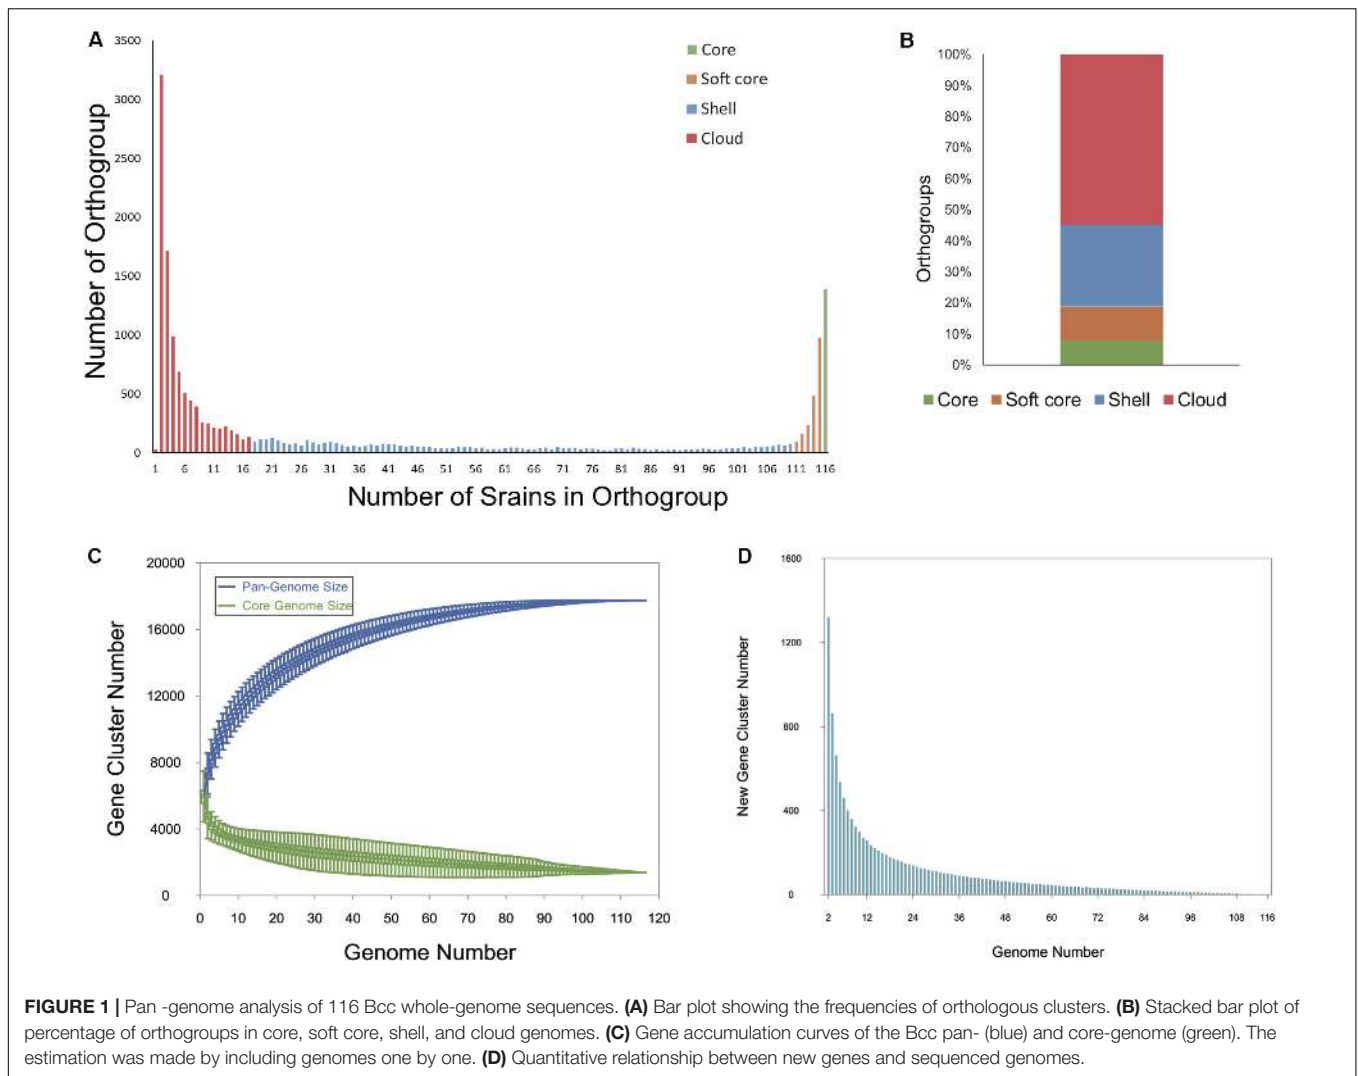 A
Number of Orthogroup
3500
3000
2500
2000
1500
1000
500
0
1 6 11 16 21 26 31 36 41 46 51 56 61 66 71 76 81 86 91 96 101 106 111 116
Number of Srains in Orthogroup
Core
Soft core
Shell
Cloud
B
Orthogroups
100%
90%
80%
70%
60%
50%
40%
30%
20%
10%
0%
Core Soft core Shell Cloud
C
Gene Cluster Number
20000
16000
12000
8000
4000
0
Pan-Genome Size
Core Genome Size
0 10 20 30 40 50 60 70 80 90 100 110 120
Genome Number
D
New Gene Cluster Number
1600
1200
800
400
0
2 12 24 36 48 60 72 84 98 108 116
Genome Number
FIGURE 1 | Pan -genome analysis of 116 Bcc whole-genome sequences. (A) Bar plot showing the frequencies of orthologous clusters. (B) Stacked bar plot of
percentage of orthogroups in core, soft core, shell, and cloud genomes. (C) Gene accumulation curves of the Bcc pan- (blue) and core-genome (green). The
estimation was made by including genomes one by one. (D) Quantitative relationship between new genes and sequenced genomes.